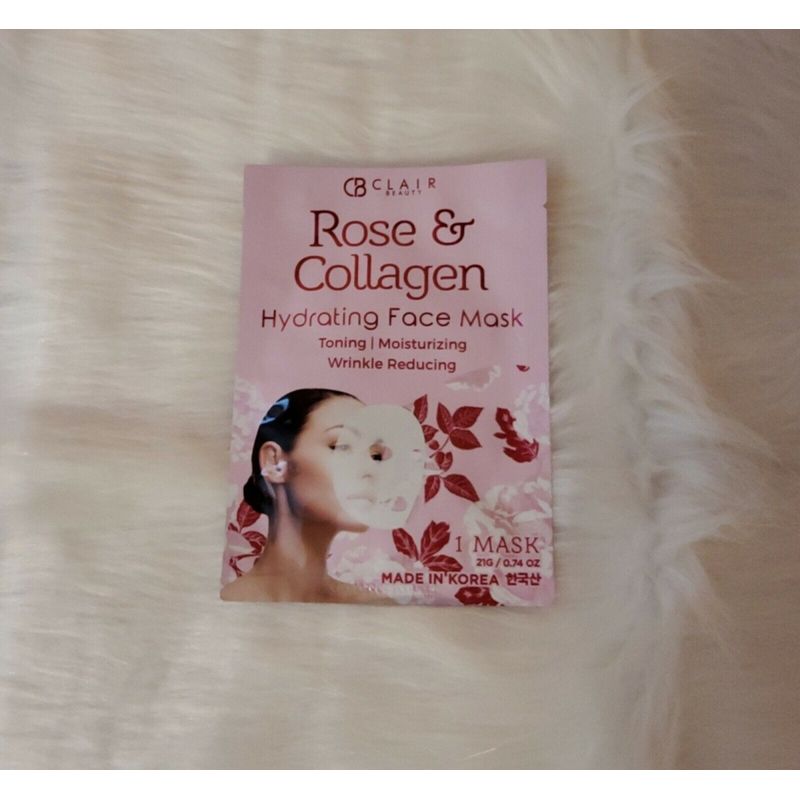 CB CLAIR
BEAUTY
Rose &
Collagen
Hydrating Face Mask
Toning | Moisturizing
Wrinkle Reducing
1 MASK
21G / 0.74 OZ
MADE IN KOREA 한국산